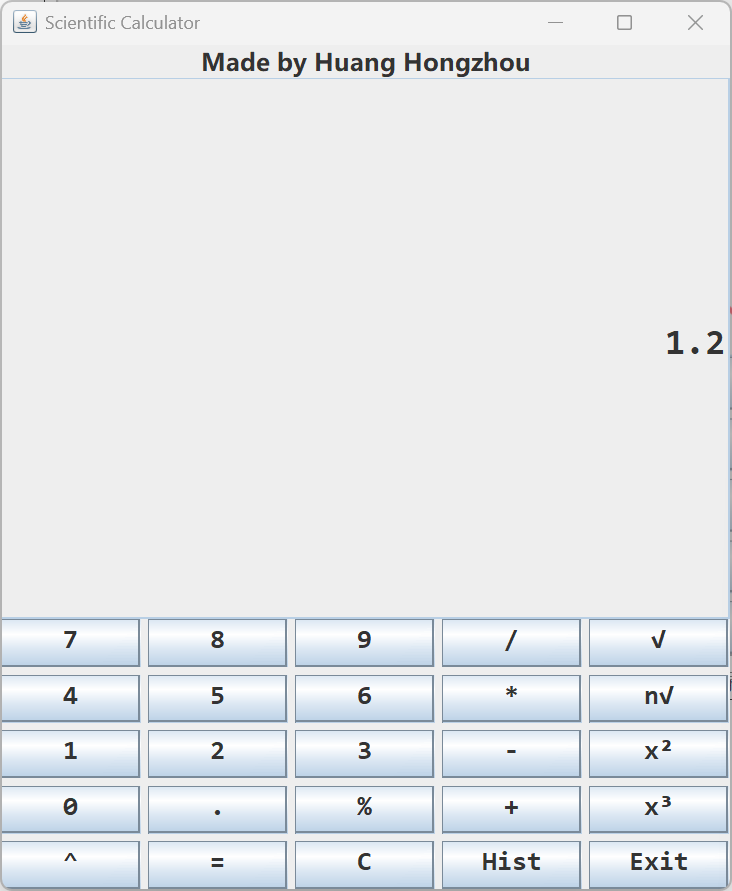 Scientific Calculator
Made by Huang Hongzhou
1.2
7 8 9 / √
4 5 6 * n√
1 2 3 - x²
0 . % + x³
^ = C Hist Exit